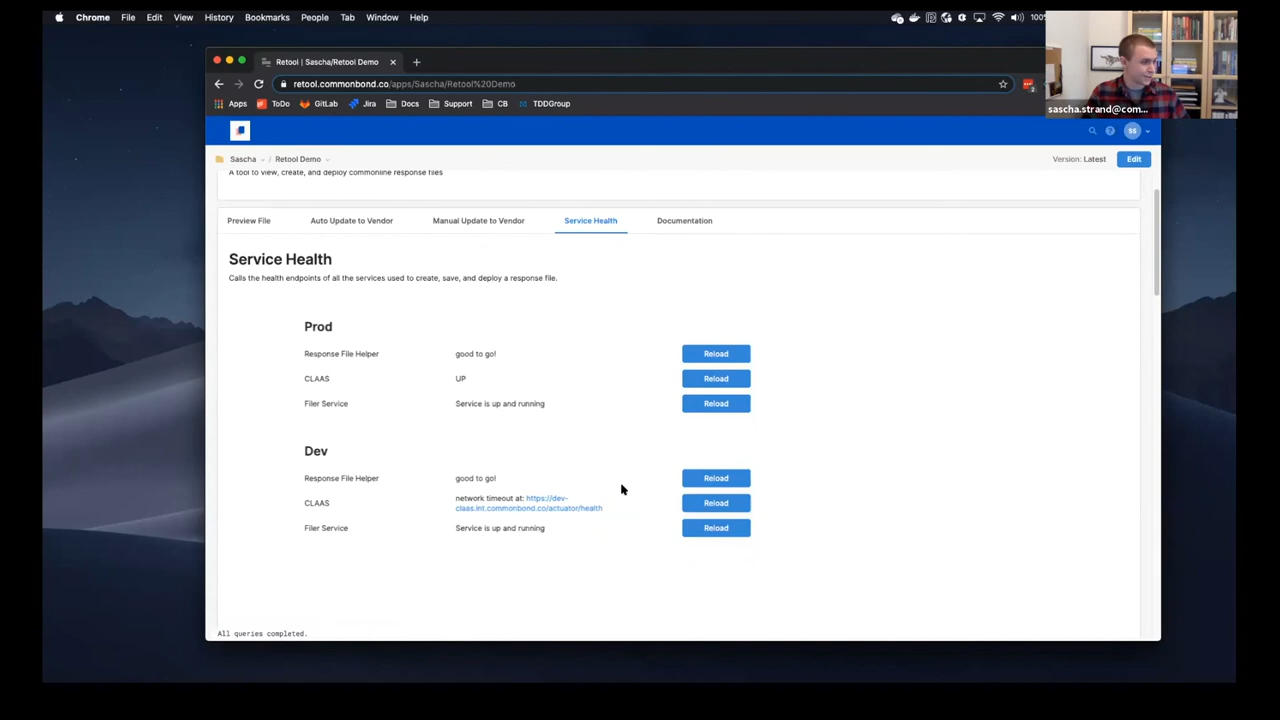 Chrome File Edit View History Bookmarks People Tab Window Help
100%
Retool | Sascha/Retool Demo
retool.commonbond.co/apps/Sascha/Retool%20Demo
Apps ToDo GitLab Jira Docs Support CB TDDGroup
sascha.strand@com...
SS
Sascha / Retool Demo
Version: Latest Edit
A tool to view, create, and deploy commonline response files
Preview File Auto Update to Vendor Manual Update to Vendor Service Health Documentation
Service Health
Calls the health endpoints of all the services used to create, save, and deploy a response file.
Prod
Response File Helper good to go! Reload
CLAAS UP Reload
Filer Service Service is up and running Reload
Dev
Response File Helper good to go! Reload
CLAAS network timeout at: https://dev-
claas.int.commonbond.co/actuator/health Reload
Filer Service Service is up and running Reload
All queries completed.